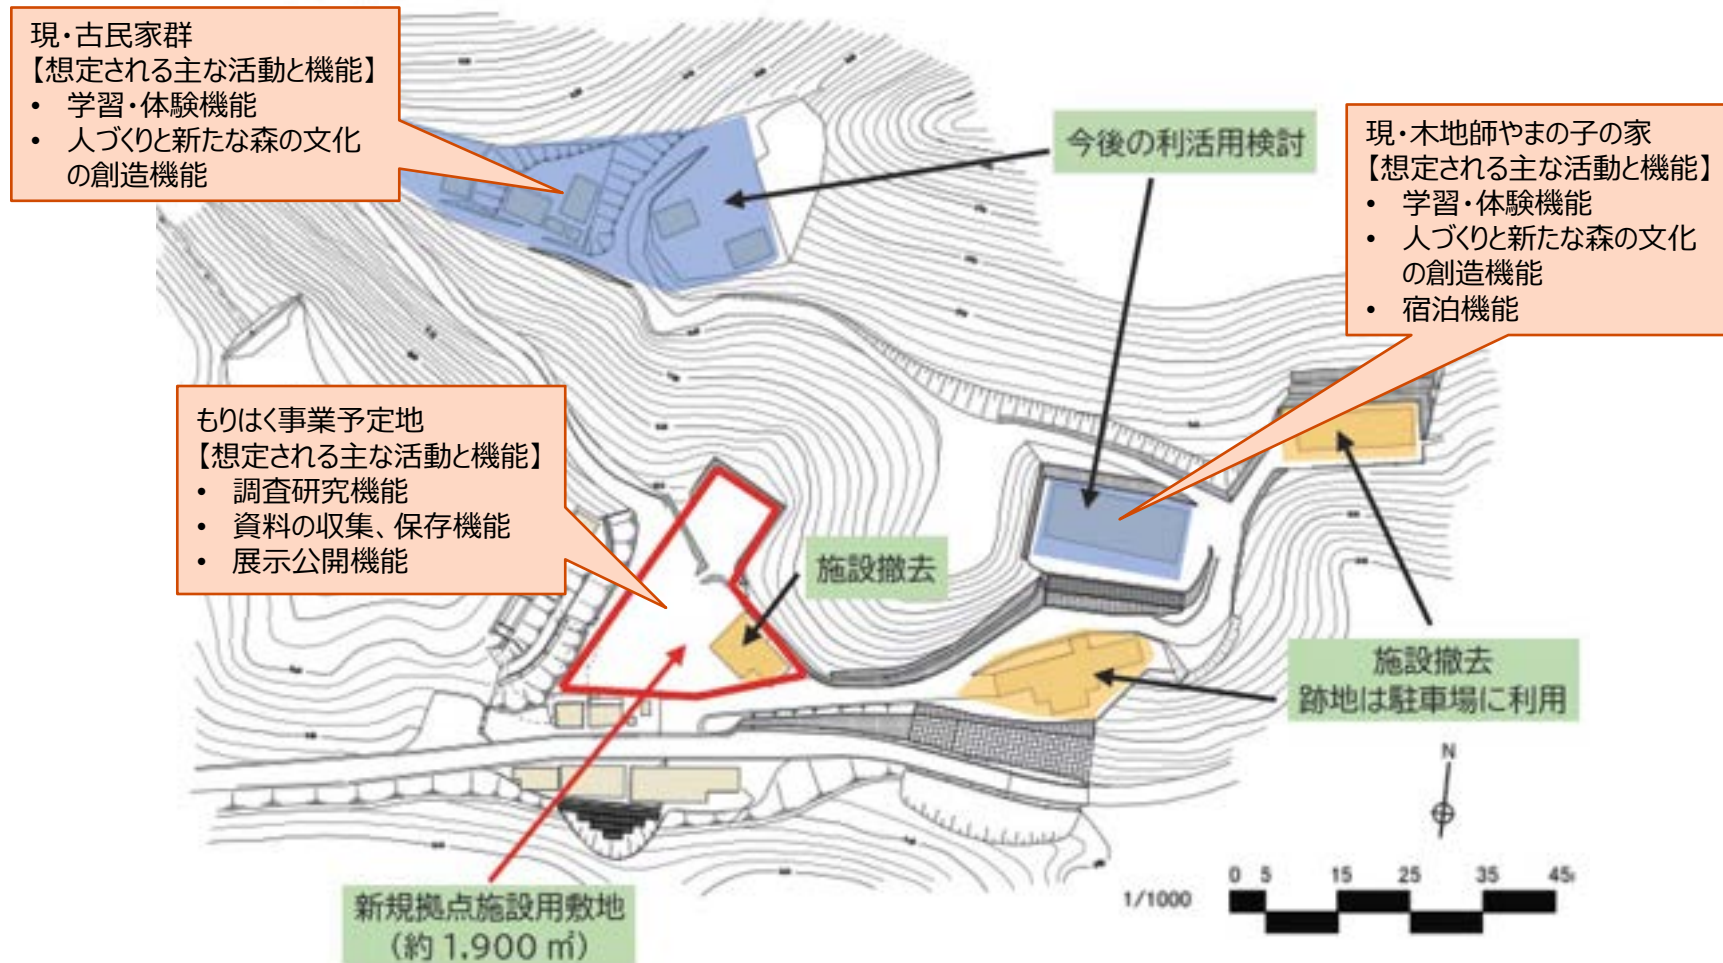 現・古民家群
【想定される主な活動と機能】
• 学習・体験機能
• 人づくりと新たな森の文化
の創造機能
今後の利活用検討
現・木地師やまの子の家
【想定される主な活動と機能】
• 学習・体験機能
• 人づくりと新たな森の文化
の創造機能
• 宿泊機能
もりはく事業予定地
【想定される主な活動と機能】
• 調査研究機能
• 資料の収集、保存機能
• 展示公開機能
施設撤去
施設撤去
跡地は駐車場に利用
新規拠点施設用敷地
（約 1,900 ㎡）
N
0 5 15 25 35 45
1/1000